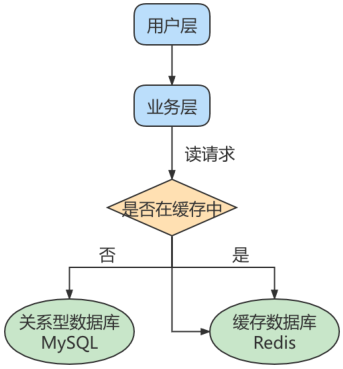 用户层
业务层
读请求
是否在缓存中
否
是
关系型数据库
MySQL
缓存数据库
Redis